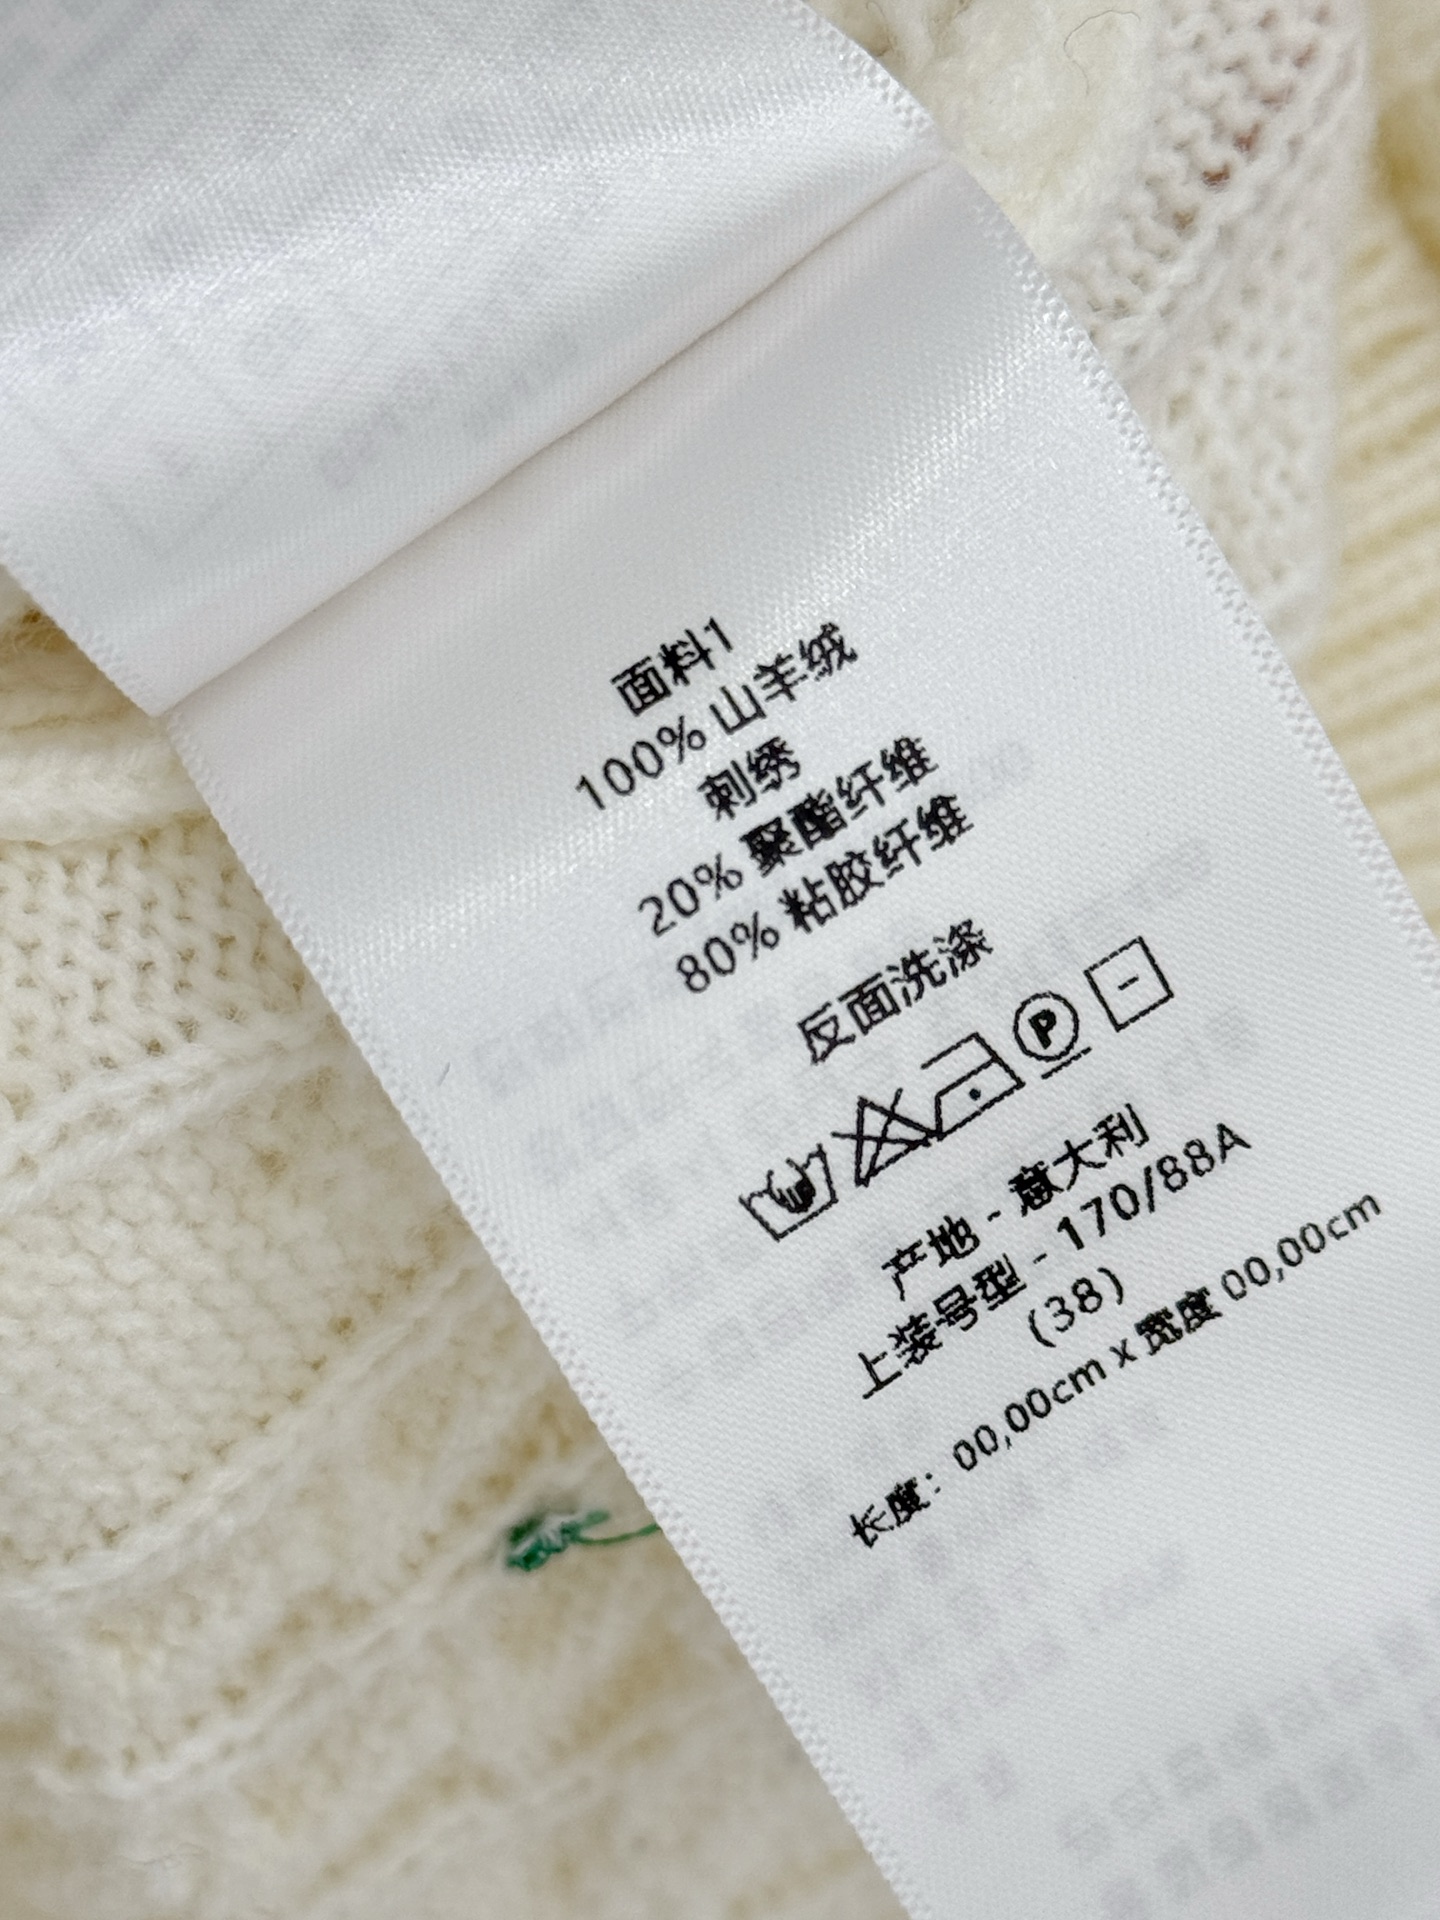 面料1
100% 山羊绒
刺绣
20% 聚酯纤维
80% 粘胶纤维
反面洗涤
P
产地 - 意大利
上装号型 - 170/88A
(38)
长度: 00,00cm x 宽度 00,00cm